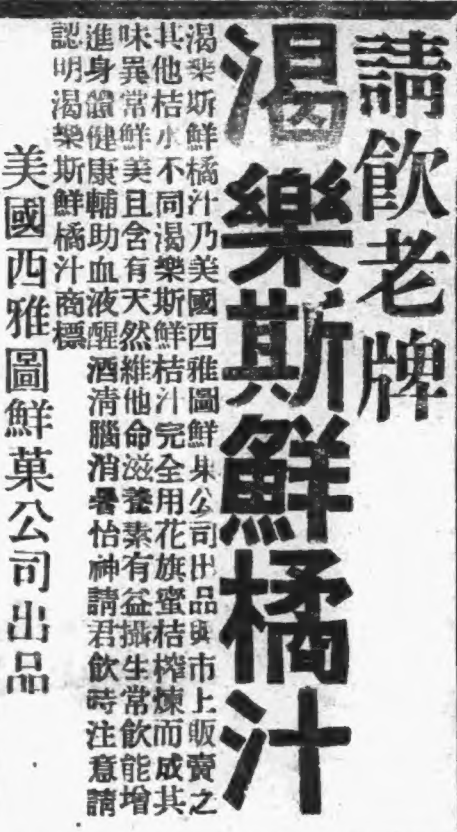 請飲老牌
渴樂斯鮮橘汁
渴樂斯鮮橘汁乃美國西雅圖鮮菓公司出品與市上販賣之
其他桔水不同渴樂斯鮮桔汁完全用花旗蜜桔榨煉而成其
味異常鮮美且含有天然維他命滋養素有益攝生常飲能增
進身體健康輔助血液醒酒清腦消暑怡神請君飲時注意請
認明渴樂斯鮮橘汁商標
美國西雅圖鮮菓公司出品